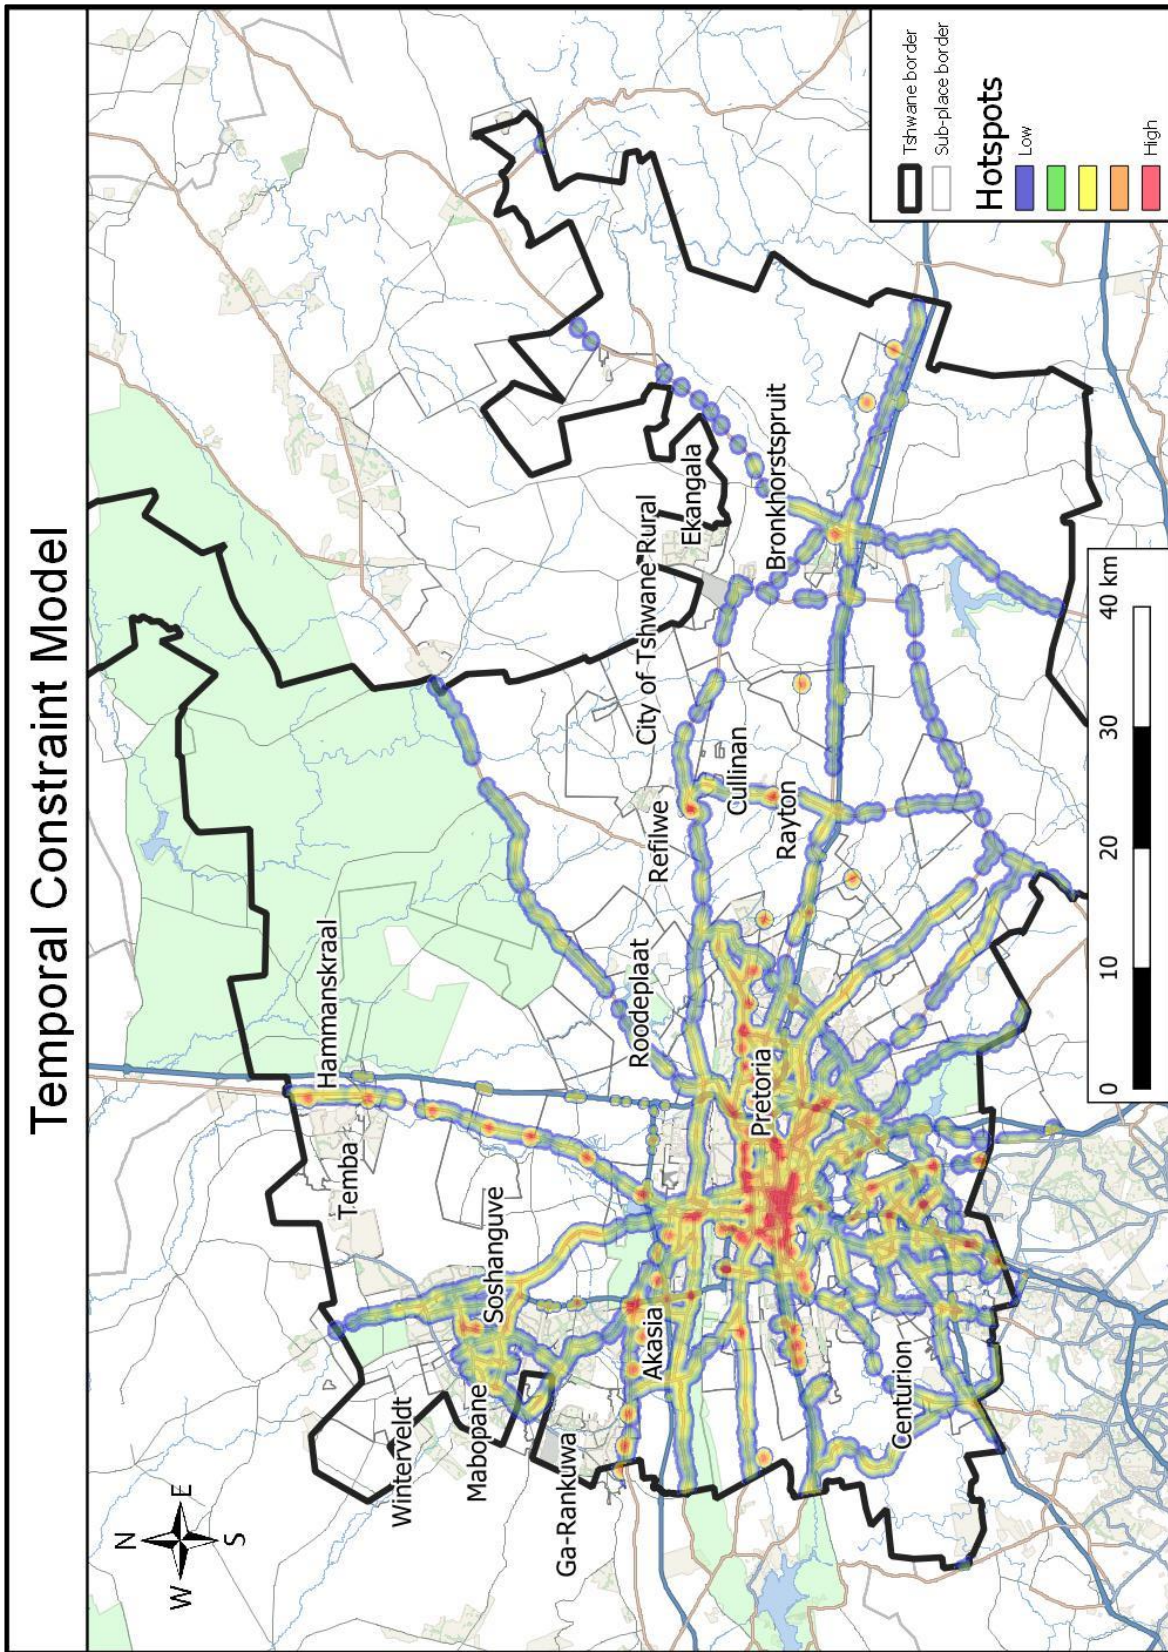 Temporal Constraint Model
N
W E
S
Hammanskraal
Temba
Winterveldt
Soshanguve
Mabopane
Ga-Rankuwa
Akasia
Roodeplaat
Refilwe
City of Tshwane Rural
Ekangala
Cullinan
Bronkhorstspruit
Rayton
Pretoria
Centurion
0 10 20 30 40 km
Tshwane border
Sub-place border
Hotspots
Low
High